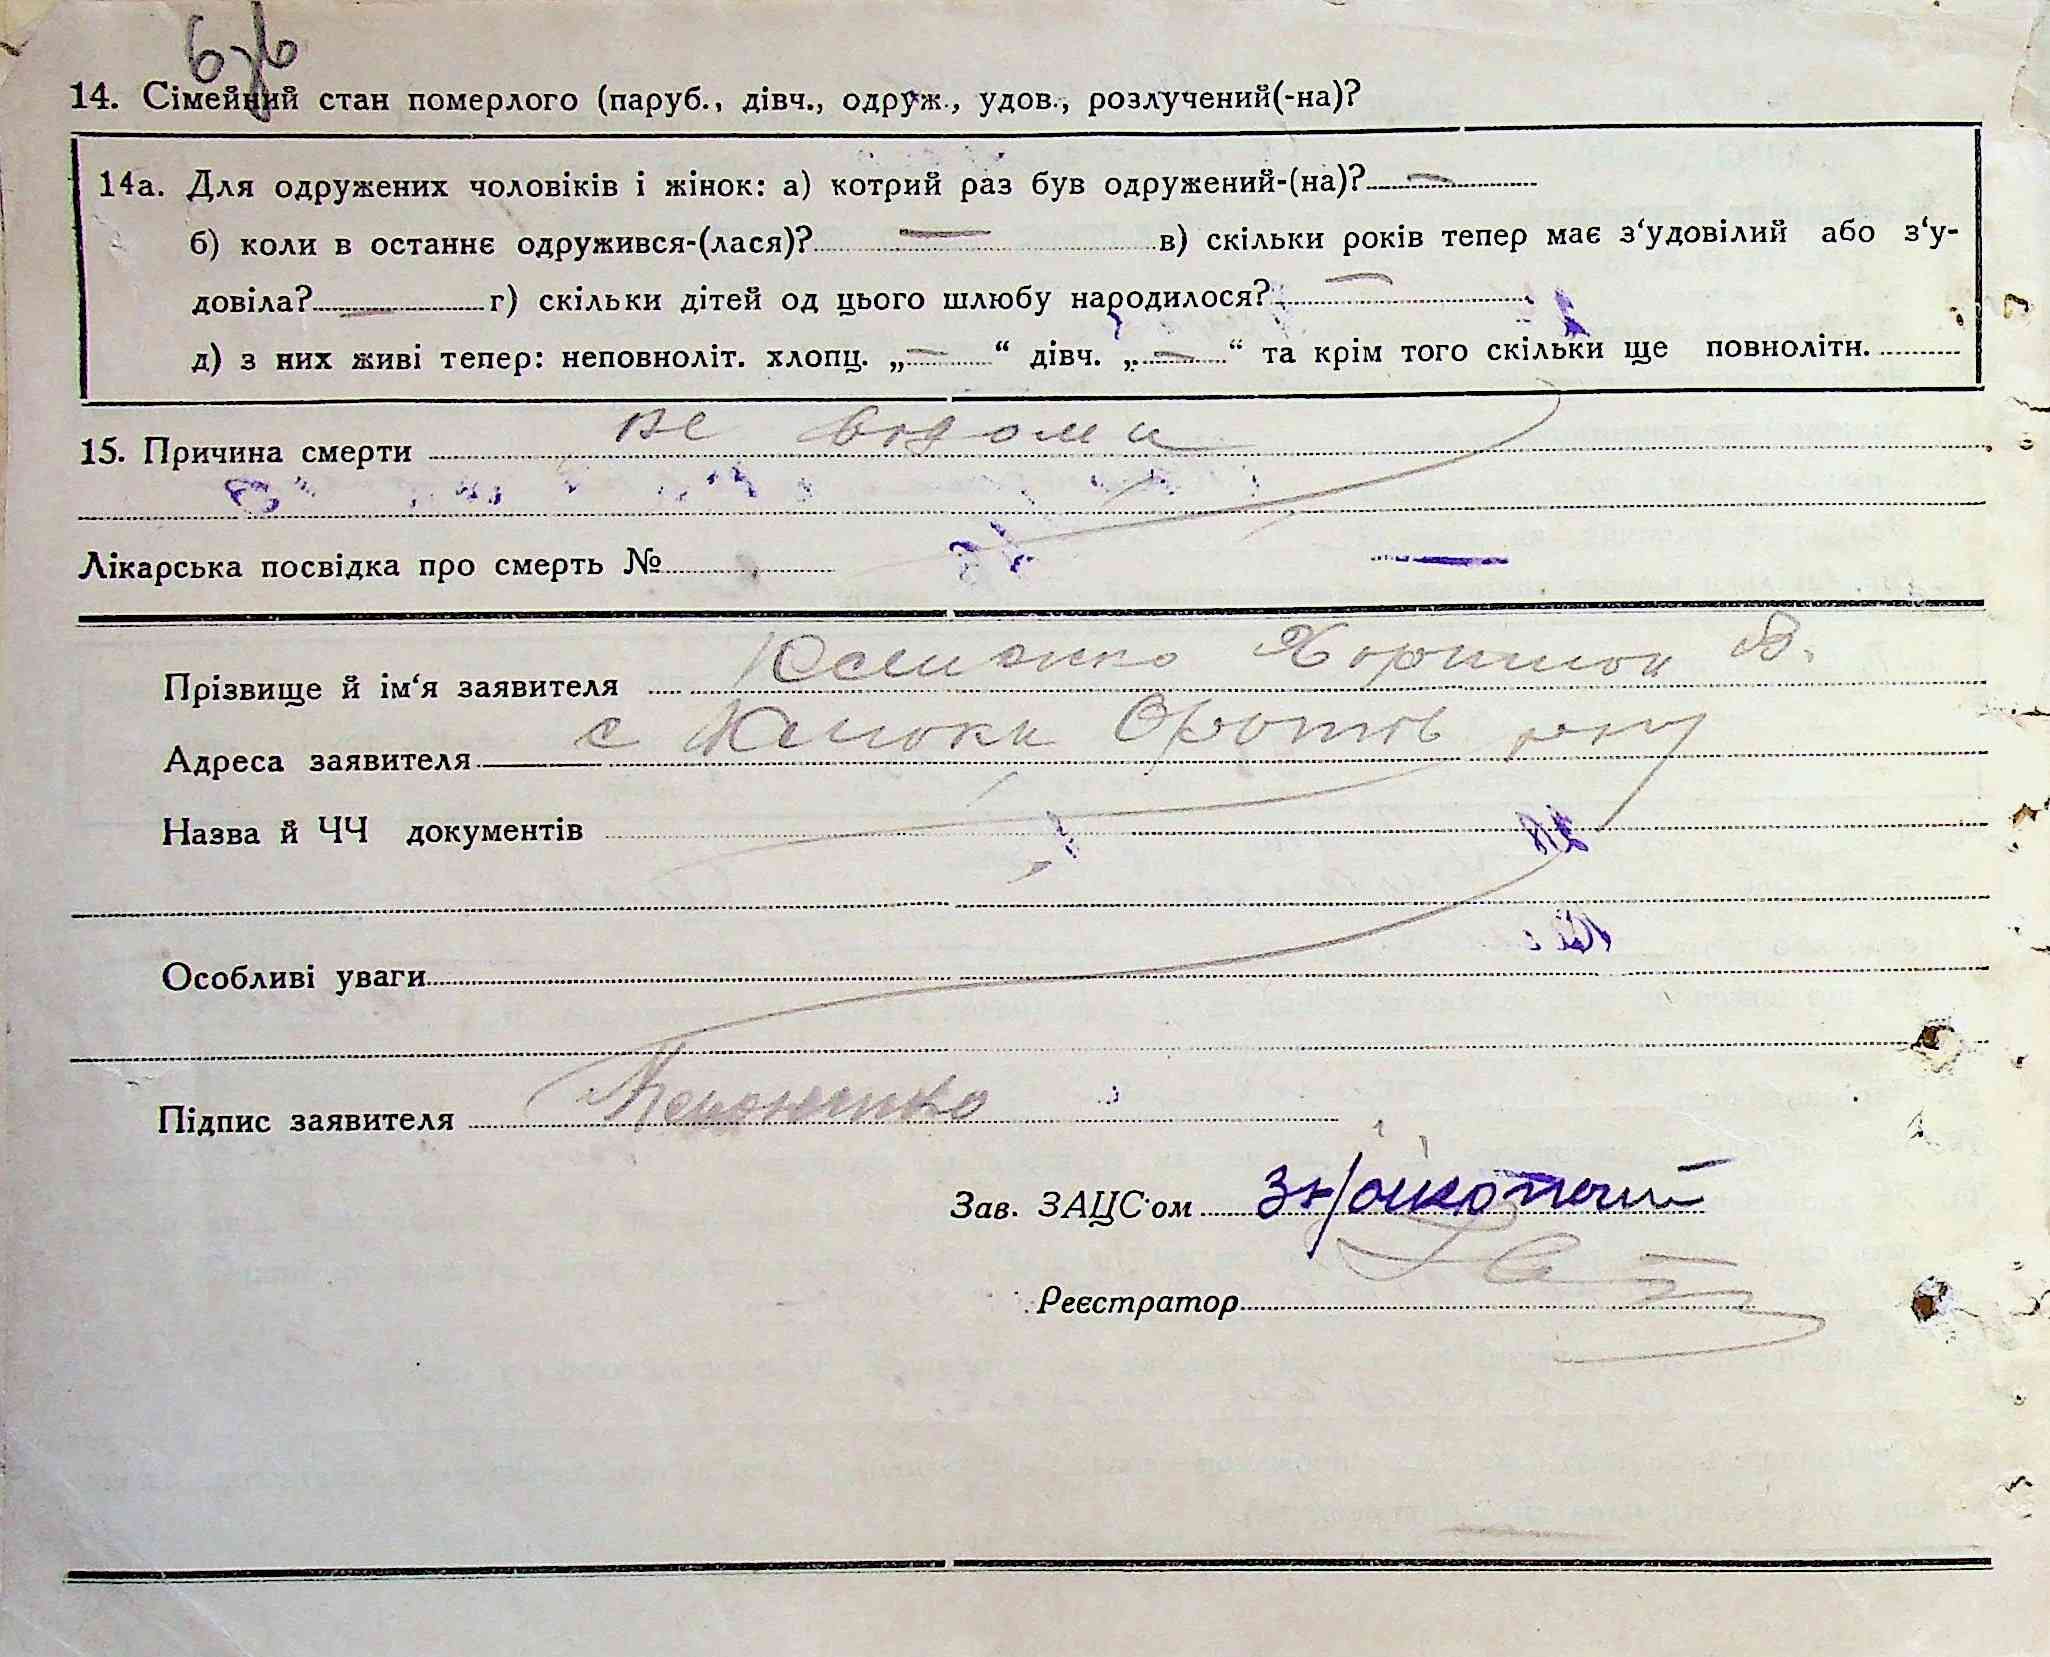 14. Сімейний стан померлого (паруб., дівч., одруж., удов., розлучений(-на)?
14а. Для одружених чоловіків і жінок: а) котрий раз був одружений-(на)? —
б) коли в останнє одружився-(лася)? — в) скільки років тепер має з‘удовілий або з‘у-
довіла? — г) скільки дітей од цього шлюбу народилося? —
д) з них живі тепер: неповноліт. хлопц. „—“ дівч. „—“ та крім того скільки ще повнолітн.
не відома
15. Причина смерти
Лікарська посвідка про смерть № —
Прізвище й ім‘я заявителя
Адреса заявителя с
Назва й ЧЧ документів
Особливі уваги
Підпис заявителя
Зав. ЗАЦС‘ом
Реєстратор